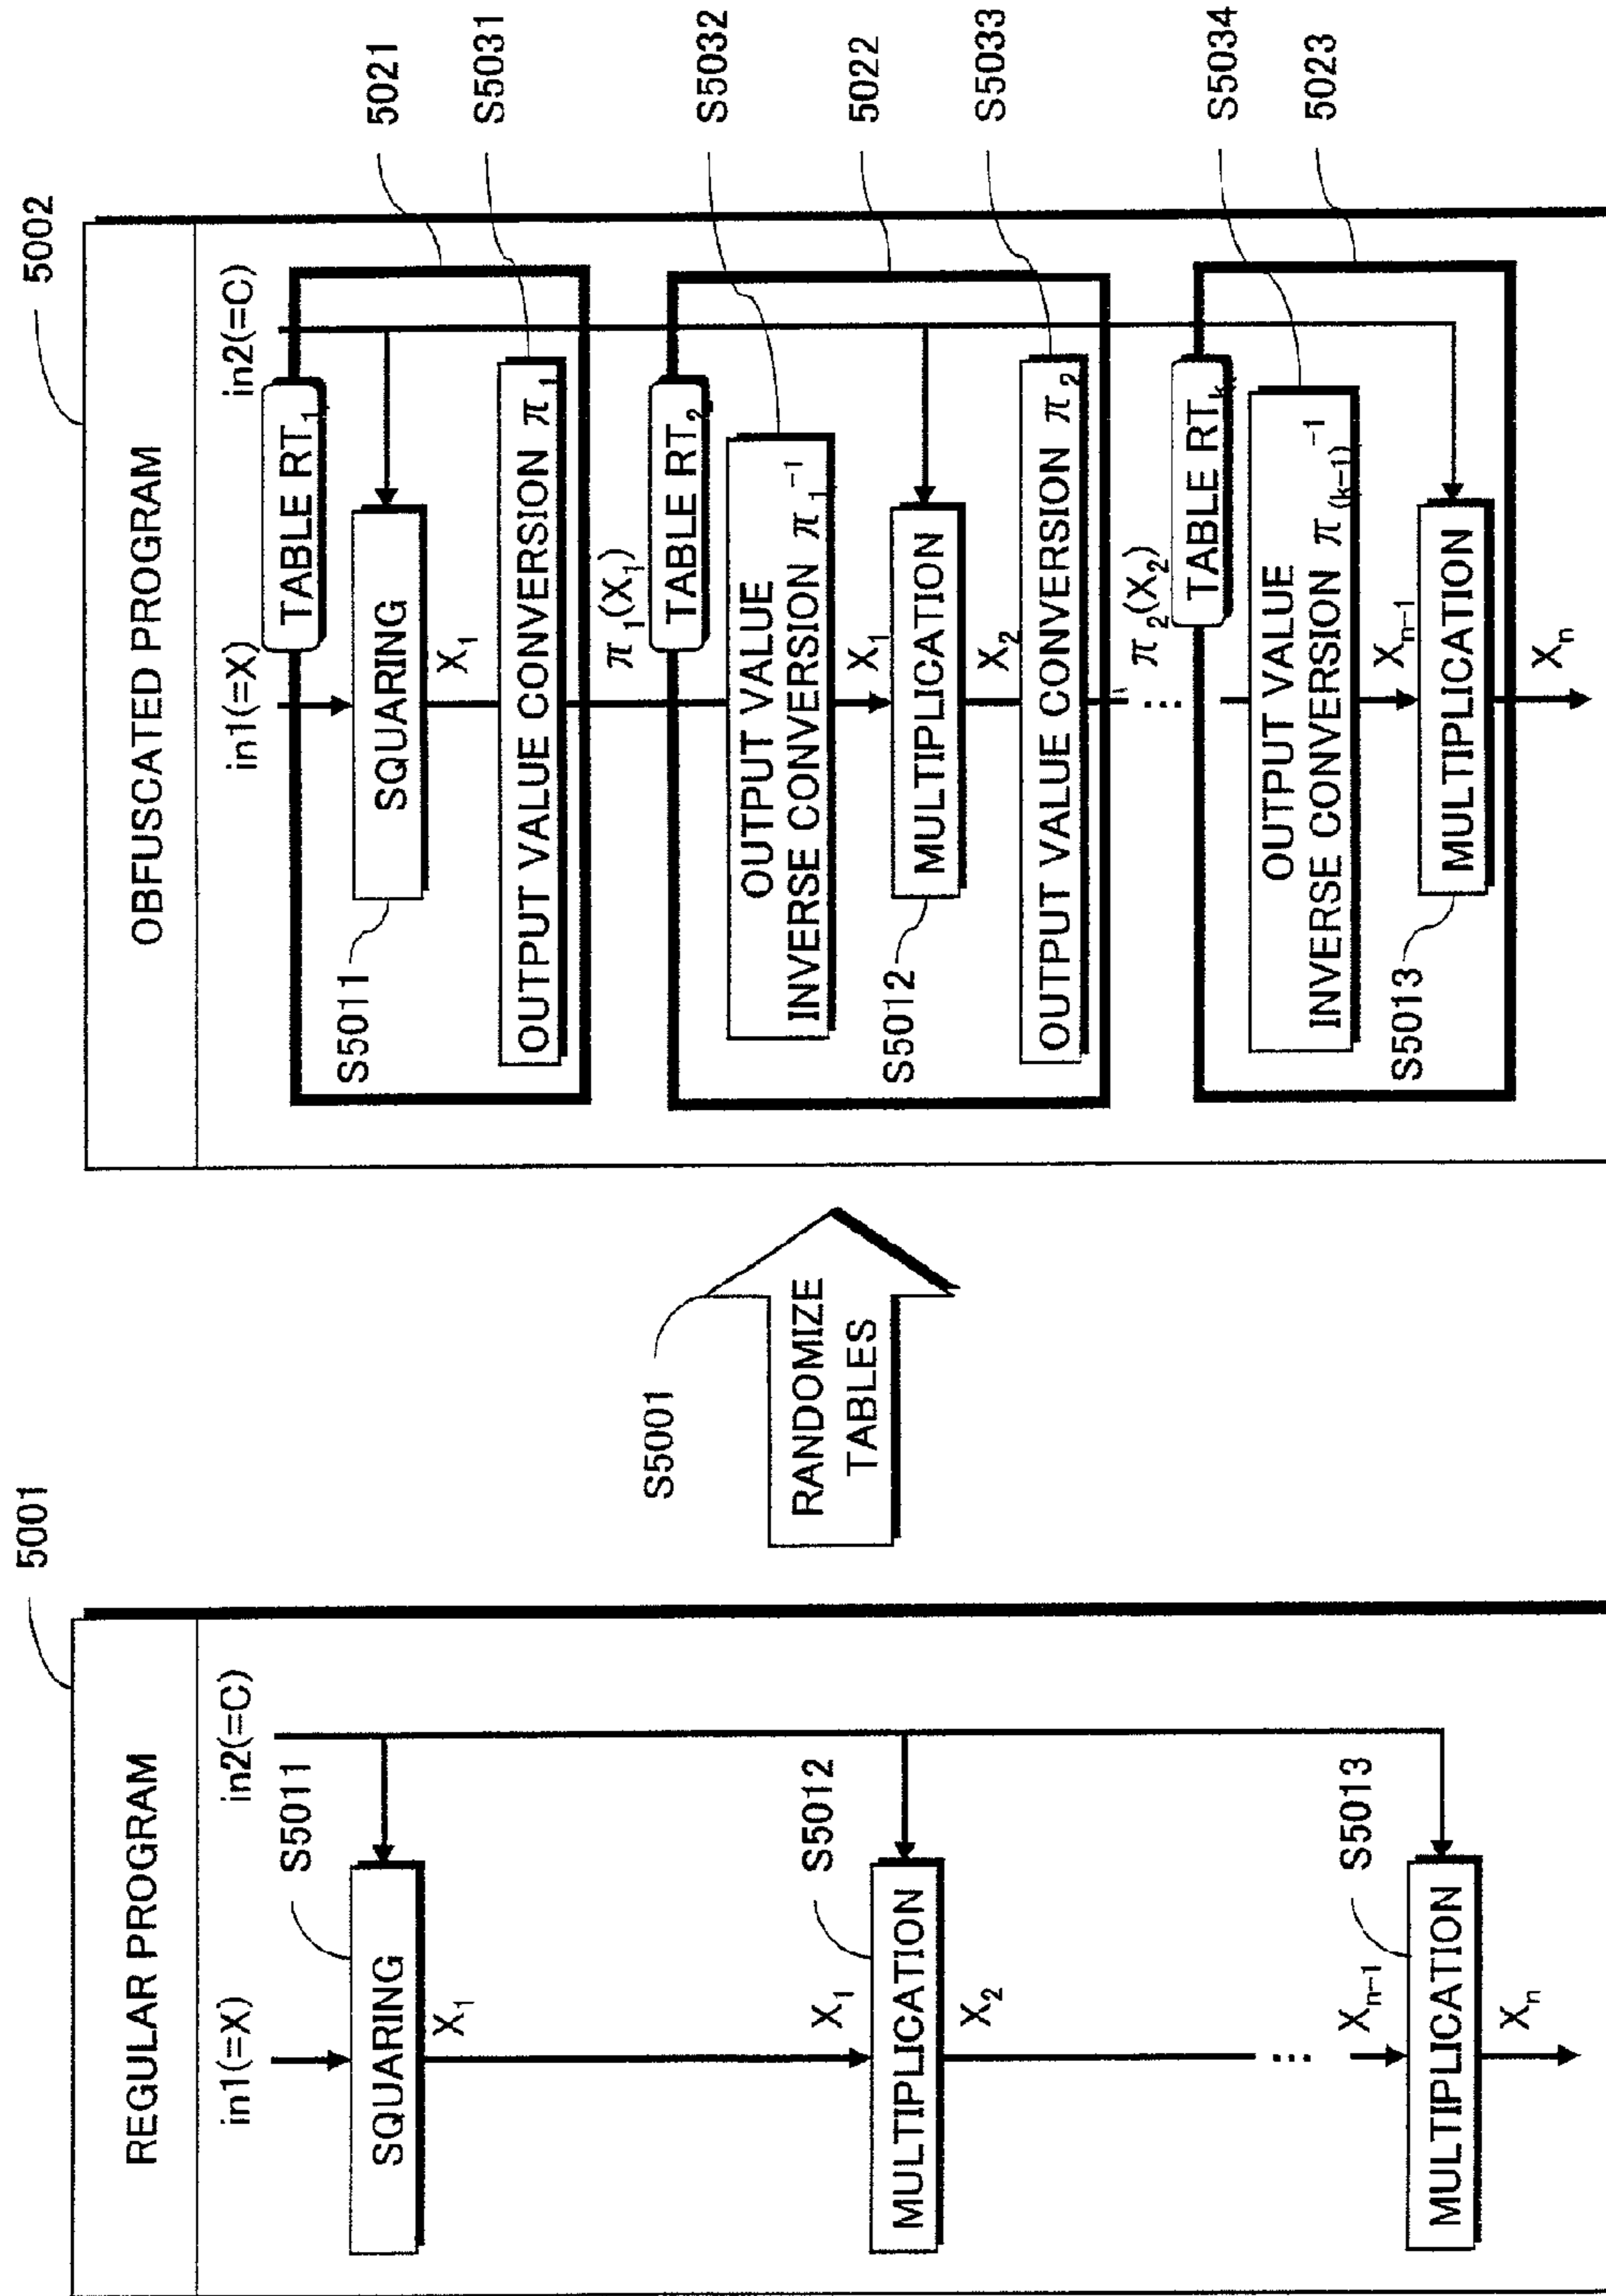 5001
REGULAR PROGRAM
in1(=X)
in2(=C)
S5011
SQUARING
X1
S5012
X1
MULTIPLICATION
X2
S5013
Xn-1
MULTIPLICATION
Xn
S5001
RANDOMIZE
TABLES
5002
OBFUSCATED PROGRAM
in1(=X)
in2(=C)
TABLE RT1
5021
SQUARING
S5011
X1
S5031
OUTPUT VALUE CONVERSION π1
π1(X1)
TABLE RT2
S5032
OUTPUT VALUE
INVERSE CONVERSION π1-1
X1
5022
MULTIPLICATION
S5012
X2
S5033
OUTPUT VALUE CONVERSION π2
π2(X2)
...
TABLE RTk
S5034
OUTPUT VALUE
INVERSE CONVERSION π(k-1)-1
Xn-1
5023
MULTIPLICATION
S5013
Xn